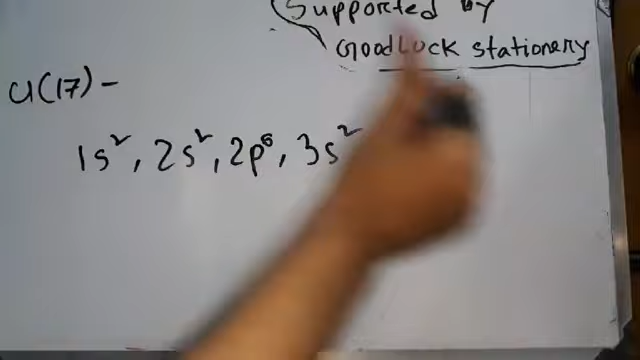 Supported by
GoodLuck stationery
Cl(17) –
1s², 2s², 2p⁶, 3s²